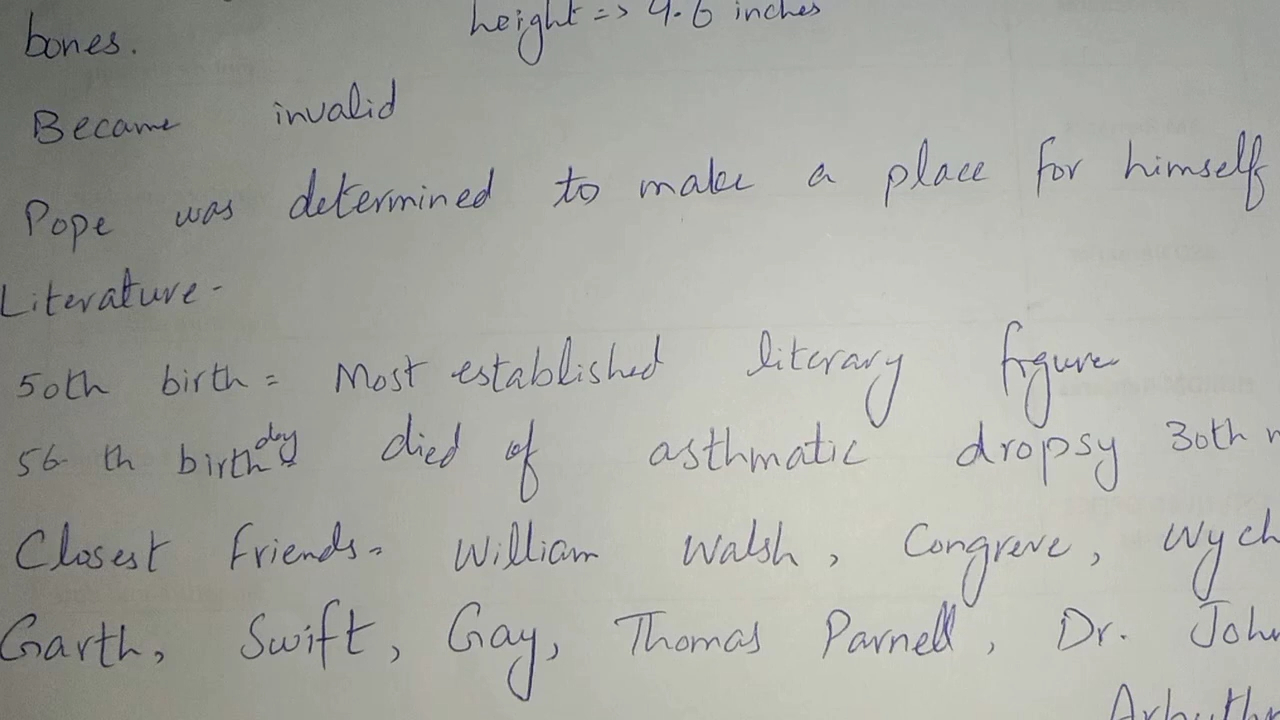 bones. height => 4.6 inches
Became invalid
Pope was determined to make a place for himself
Literature -
50th birth = Most established literary figure
56 th birthday died of asthmatic dropsy 30th
Closest Friends - William Walsh, Congreve, Wych
Garth, Swift, Gay, Thomas Parnell, Dr. John